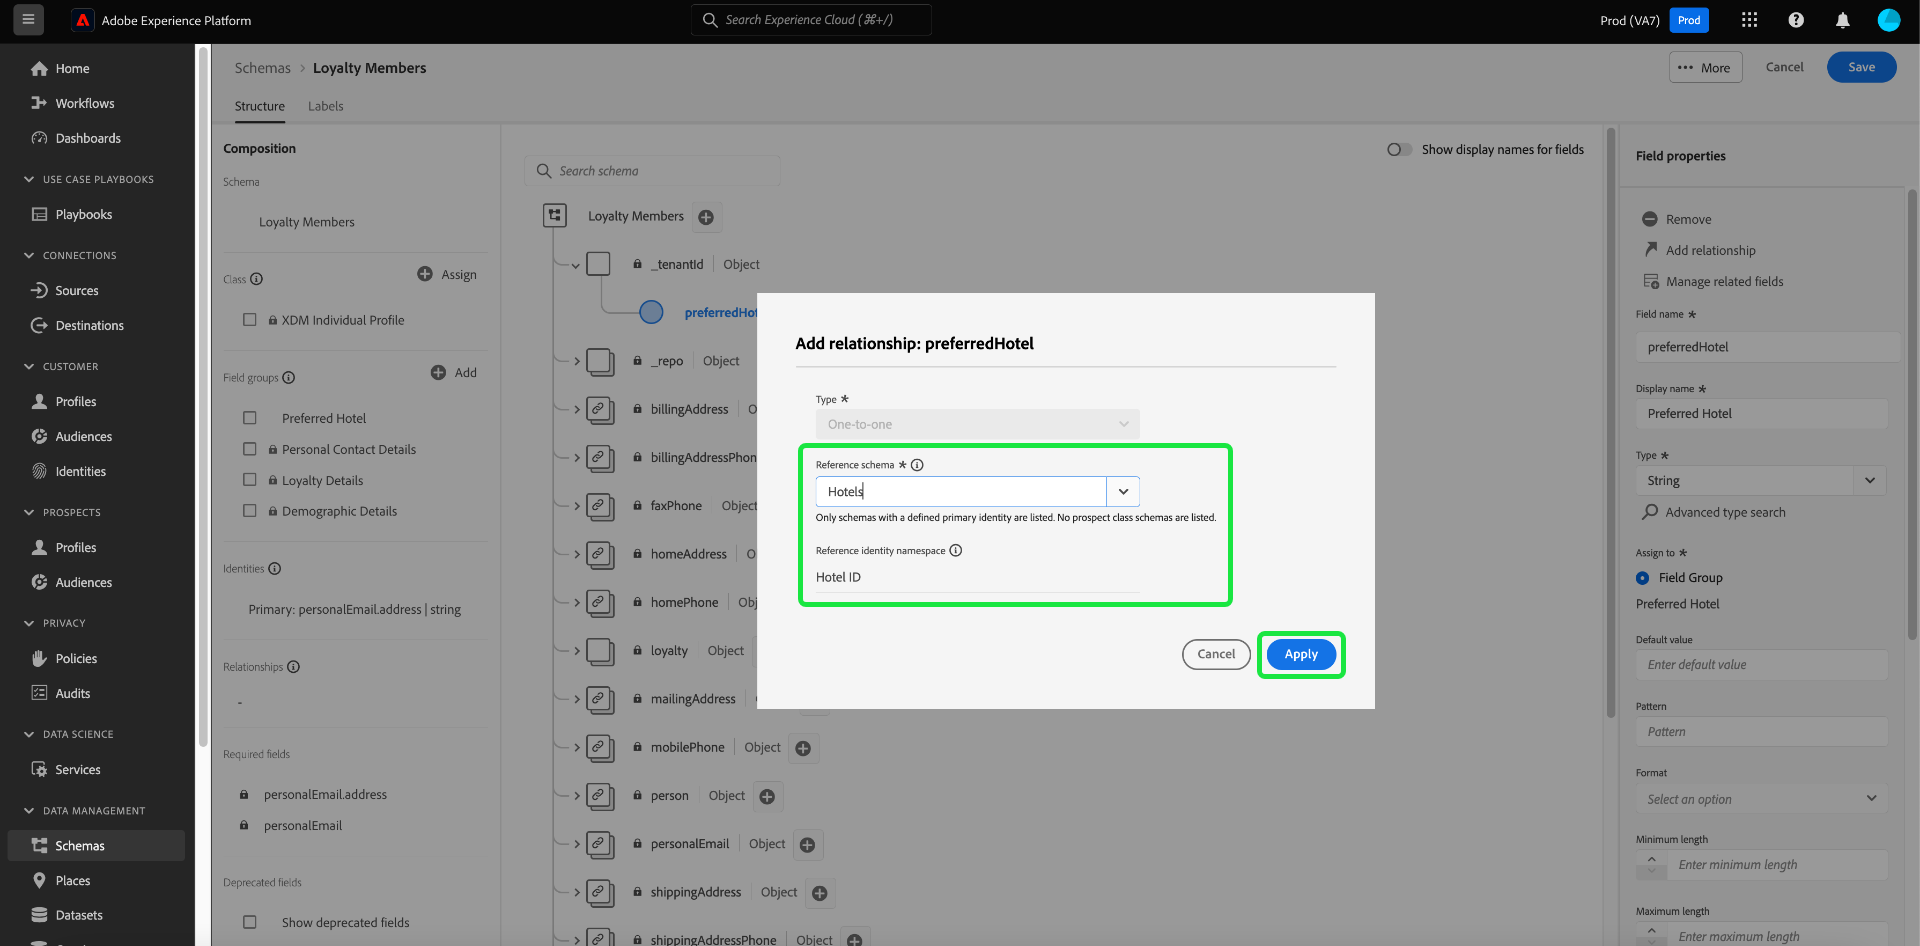 Adobe Experience Platform
Search Experience Cloud (⌘+/)
Prod (VA7)
Prod
Home
Workflows
Dashboards
USE CASE PLAYBOOKS
Playbooks
CONNECTIONS
Sources
Destinations
CUSTOMER
Profiles
Audiences
Identities
PROSPECTS
Profiles
Audiences
PRIVACY
Policies
Audits
DATA SCIENCE
Services
DATA MANAGEMENT
Schemas
Places
Datasets
Schemas > Loyalty Members
••• More
Cancel
Save
Structure
Labels
Composition
Schema
Loyalty Members
Class
Assign
XDM Individual Profile
Field groups
Add
Preferred Hotel
Personal Contact Details
Loyalty Details
Demographic Details
Identities
Primary: personalEmail.address | string
Relationships
-
Required fields
personalEmail.address
personalEmail
Deprecated fields
Show deprecated fields
Search schema
Show display names for fields
Loyalty Members
_tenantId | Object
preferredHot
_repo | Object
billingAddress | O
billingAddressPhon
faxPhone | Object
homeAddress | O
homePhone | Obj
loyalty | Object
mailingAddress
mobilePhone | Object
person | Object
personalEmail | Object
shippingAddress | Object
shippingAddressPhone | Object
Add relationship: preferredHotel
Type *
One-to-one
Reference schema *
Hotels
Only schemas with a defined primary identity are listed. No prospect class schemas are listed.
Reference identity namespace
Hotel ID
Cancel
Apply
Field properties
Remove
Add relationship
Manage related fields
Field name *
preferredHotel
Display name *
Preferred Hotel
Type *
String
Advanced type search
Assign to *
Field Group
Preferred Hotel
Default value
Enter default value
Pattern
Pattern
Format
Select an option
Minimum length
Enter minimum length
Maximum length
Enter maximum length